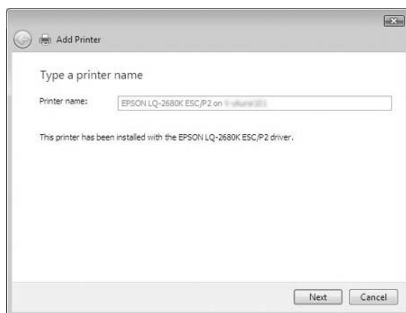 Add Printer
Type a printer name
Printer name:
EPSON LQ-2680K ESC/P2 on
This printer has been installed with the EPSON LQ-2680K ESC/P2 driver.
Next
Cancel